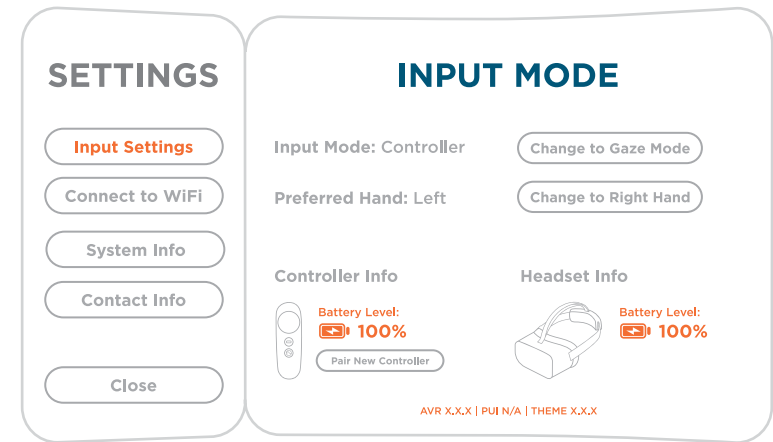 SETTINGS
Input Settings
Connect to WiFi
System Info
Contact Info
Close
INPUT MODE
Input Mode: Controller
Change to Gaze Mode
Preferred Hand: Left
Change to Right Hand
Controller Info
Battery Level:
100%
Pair New Controller
Headset Info
Battery Level:
100%
AVR X.X.X | PUI N/A | THEME X.X.X